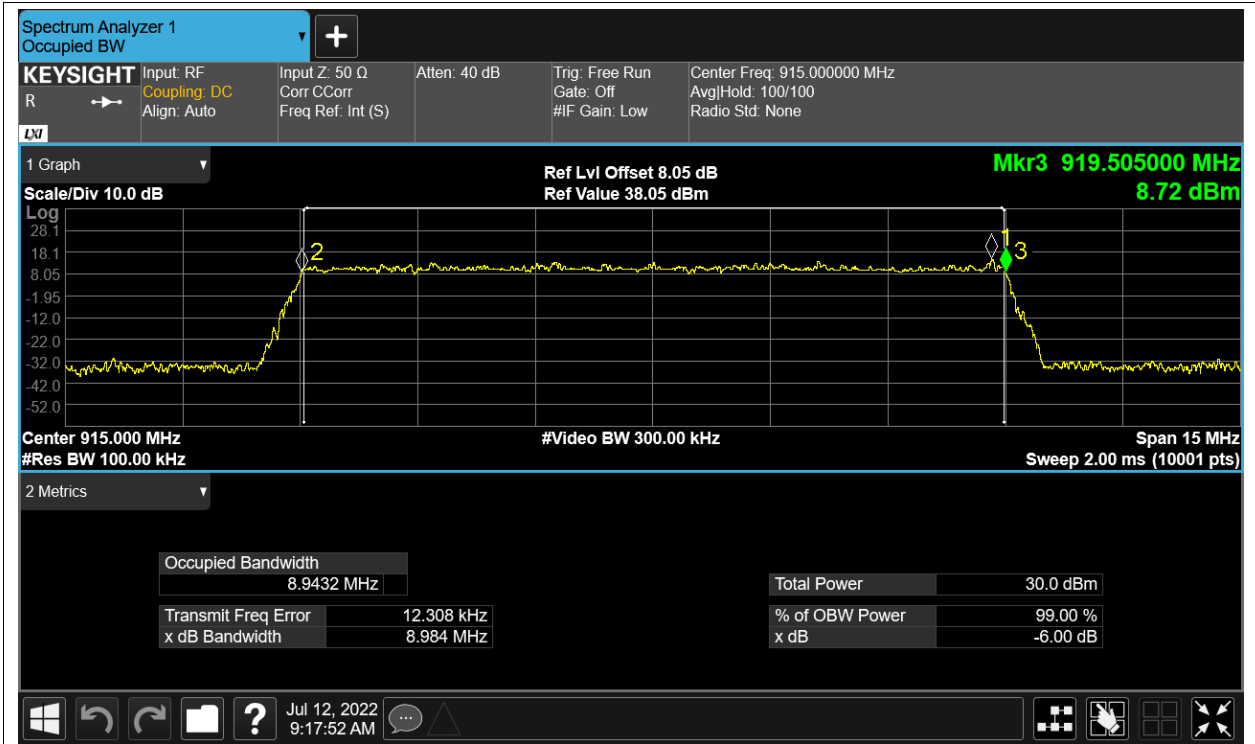 Spectrum Analyzer 1
Occupied BW
KEYSIGHT
R
LXI
Input: RF
Coupling: DC
Align: Auto
Input Z: 50 Ω
Corr CCorr
Freq Ref: Int (S)
Atten: 40 dB
Trig: Free Run
Gate: Off
#IF Gain: Low
Center Freq: 915.000000 MHz
Avg|Hold: 100/100
Radio Std: None
1 Graph
Scale/Div 10.0 dB
Ref Lvl Offset 8.05 dB
Ref Value 38.05 dBm
Mkr3 919.505000 MHz
8.72 dBm
Log
28.1
18.1
8.05
-1.95
-12.0
-22.0
-32.0
-42.0
-52.0
2
1
3
Center 915.000 MHz
#Video BW 300.00 kHz
Span 15 MHz
#Res BW 100.00 kHz
Sweep 2.00 ms (10001 pts)
2 Metrics
Occupied Bandwidth
8.9432 MHz
Total Power 30.0 dBm
Transmit Freq Error 12.308 kHz
% of OBW Power 99.00 %
x dB Bandwidth 8.984 MHz
x dB -6.00 dB
?
Jul 12, 2022
9:17:52 AM